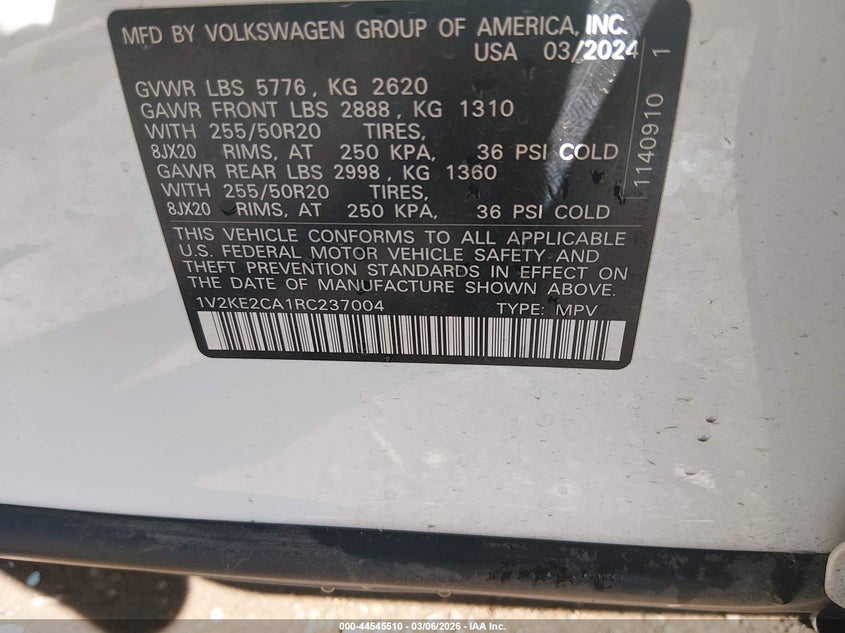 MFD BY VOLKSWAGEN GROUP OF AMERICA, INC.
USA 03/2024 1
GVWR LBS 5776, KG 2620
GAWR FRONT LBS 2888, KG 1310
WITH 255/50R20 TIRES,
8JX20 RIMS, AT 250 KPA, 36 PSI COLD
GAWR REAR LBS 2998, KG 1360
WITH 255/50R20 TIRES,
8JX20 RIMS, AT 250 KPA, 36 PSI COLD
1140910
THIS VEHICLE CONFORMS TO ALL APPLICABLE
U.S. FEDERAL MOTOR VEHICLE SAFETY AND
THEFT PREVENTION STANDARDS IN EFFECT ON
THE DATE OF MANUFACTURE SHOWN ABOVE.
1V2KE2CA1RC237004 TYPE: MPV
000-44545510 - 03/06/2026 - IAA Inc.